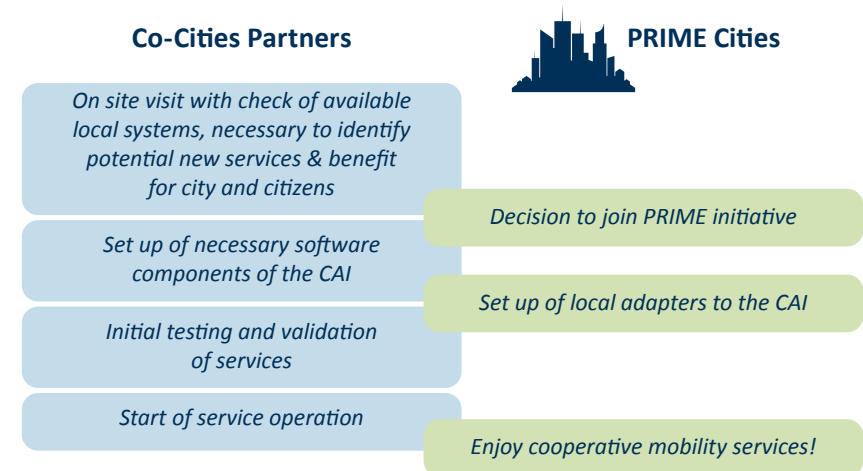 Co-Cities Partners
PRIME Cities
On site visit with check of available
local systems, necessary to identify
potential new services & benefit
for city and citizens
Decision to join PRIME initiative
Set up of necessary software
components of the CAI
Set up of local adapters to the CAI
Initial testing and validation
of services
Start of service operation
Enjoy cooperative mobility services!